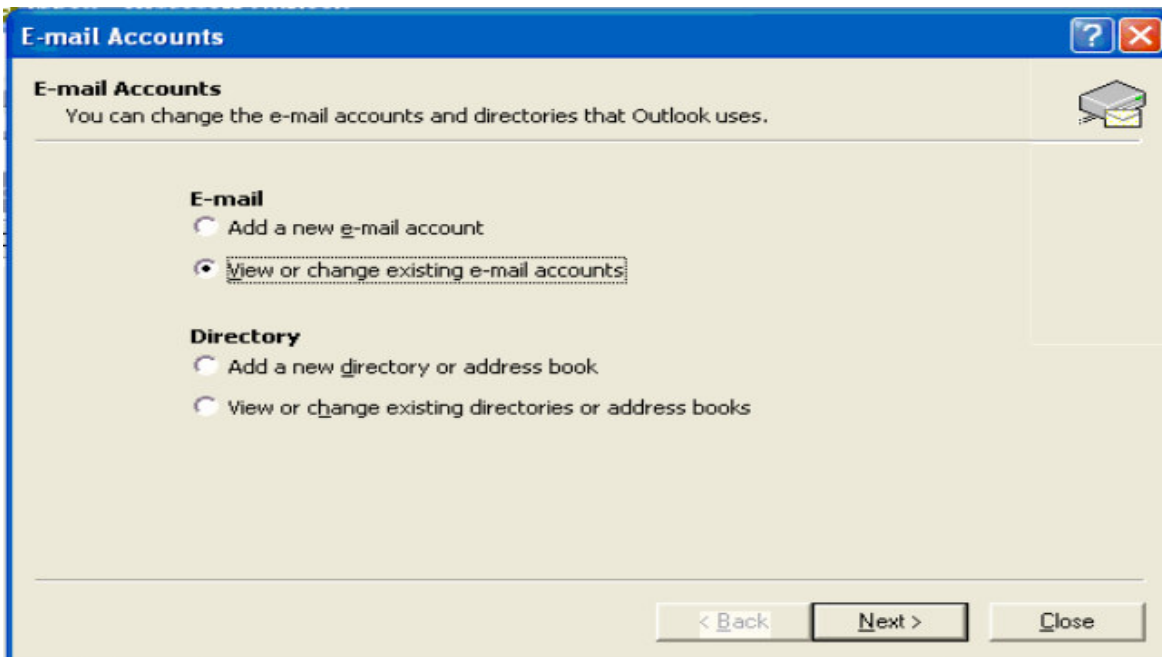 E-mail Accounts
E-mail Accounts
You can change the e-mail accounts and directories that Outlook uses.
E-mail
Add a new e-mail account
View or change existing e-mail accounts
Directory
Add a new directory or address book
View or change existing directories or address books
< Back
Next >
Close